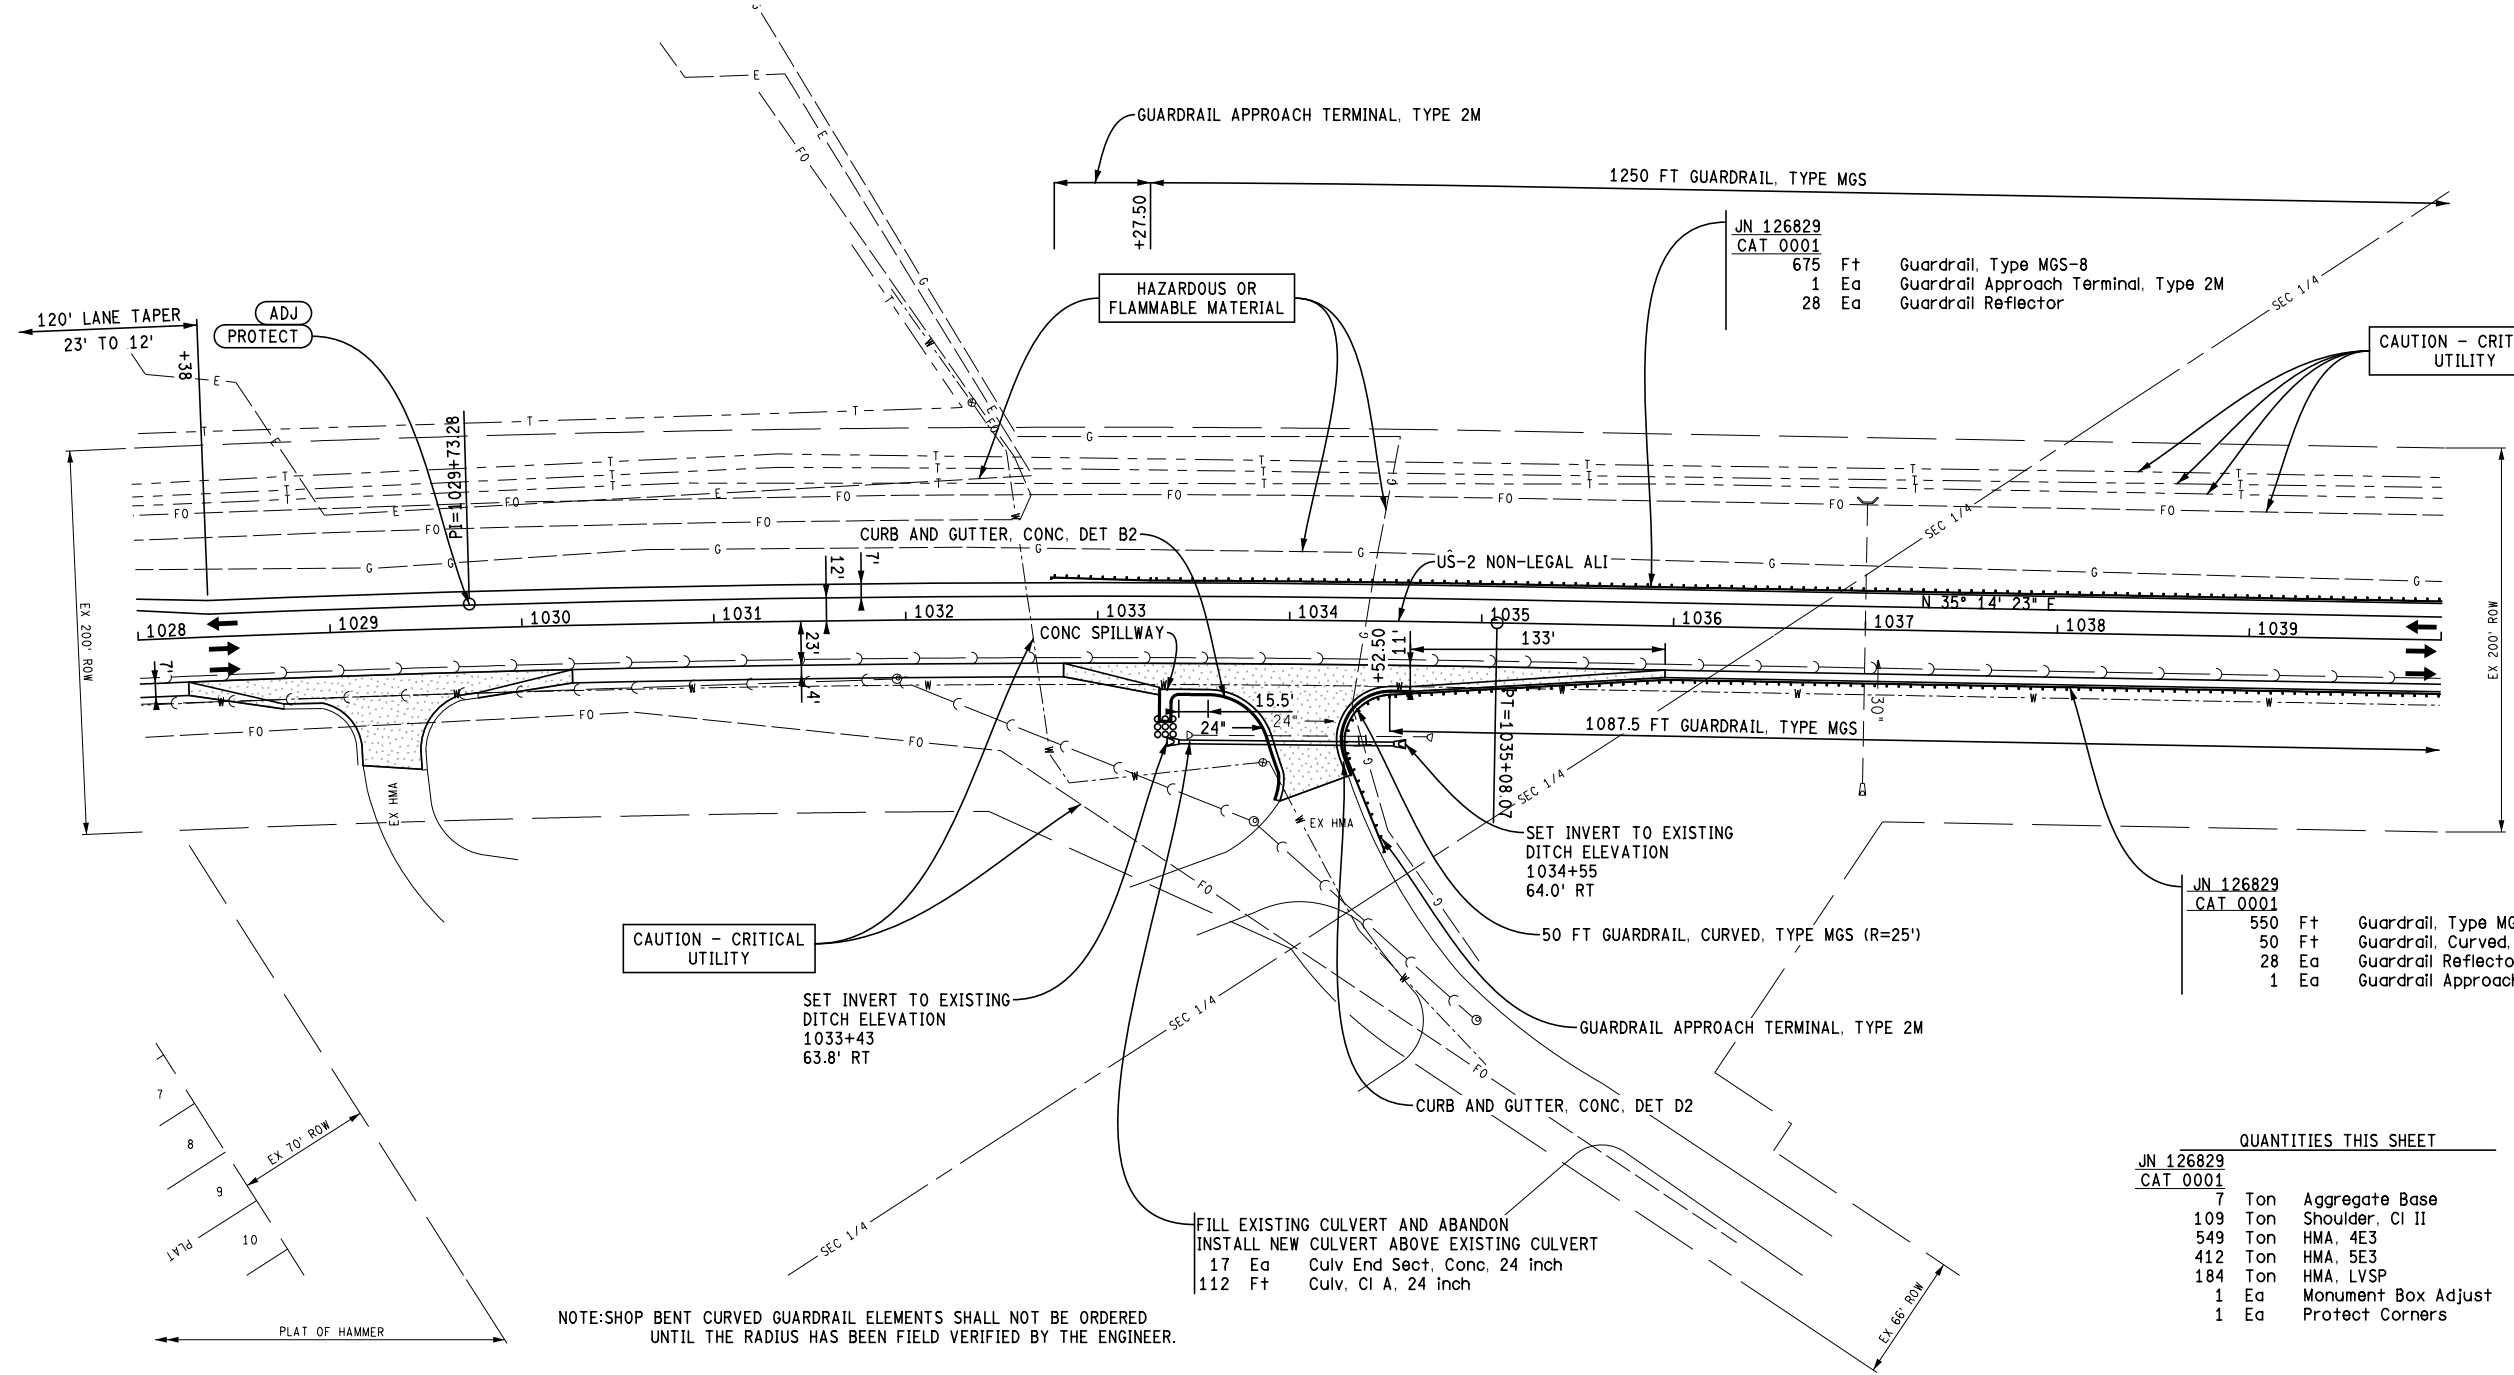 GUARDRAIL APPROACH TERMINAL, TYPE 2M
1250 FT GUARDRAIL, TYPE MGS
+27.50
JN 126829
CAT 0001
675 Ft Guardrail, Type MGS-8
1 Ea Guardrail Approach Terminal, Type 2M
28 Ea Guardrail Reflector
HAZARDOUS OR
FLAMMABLE MATERIAL
120' LANE TAPER
23' TO 12'
+38
ADJ
PROTECT
CAUTION - CRIT
UTILITY
SEC 1/4
SEC 1/4
PI=1029+73.28
EX 200' ROW
EX 200' ROW
CURB AND GUTTER, CONC, DET B2
US-2 NON-LEGAL ALI
12'
7'
N 35° 14' 23" E
1028
1029
1030
1031
1032
1033
1034
1035
1036
1037
1038
1039
CONC SPILLWAY
23'
4'
7'
+52.50
11'
133'
15.5'
24"
24"
30"
1087.5 FT GUARDRAIL, TYPE MGS
PT=1035+08.07
SEC 1/4
EX HMA
EX HMA
SET INVERT TO EXISTING
DITCH ELEVATION
1034+55
64.0' RT
JN 126829
CAT 0001
550 Ft Guardrail, Type MG
50 Ft Guardrail, Curved,
28 Ea Guardrail Reflecto
1 Ea Guardrail Approach
50 FT GUARDRAIL, CURVED, TYPE MGS (R=25')
CAUTION - CRITICAL
UTILITY
SET INVERT TO EXISTING
DITCH ELEVATION
1033+43
63.8' RT
SEC 1/4
GUARDRAIL APPROACH TERMINAL, TYPE 2M
CURB AND GUTTER, CONC, DET D2
7
8
9
10
EX 70' ROW
PLAT
SEC 1/4
PLAT OF HAMMER
FILL EXISTING CULVERT AND ABANDON
INSTALL NEW CULVERT ABOVE EXISTING CULVERT
17 Ea Culv End Sect, Conc, 24 inch
112 Ft Culv, Cl A, 24 inch
NOTE:SHOP BENT CURVED GUARDRAIL ELEMENTS SHALL NOT BE ORDERED
UNTIL THE RADIUS HAS BEEN FIELD VERIFIED BY THE ENGINEER.
EX 66' ROW
QUANTITIES THIS SHEET
JN 126829
CAT 0001
7 Ton Aggregate Base
109 Ton Shoulder, Cl II
549 Ton HMA, 4E3
412 Ton HMA, 5E3
184 Ton HMA, LVSP
1 Ea Monument Box Adjust
1 Ea Protect Corners